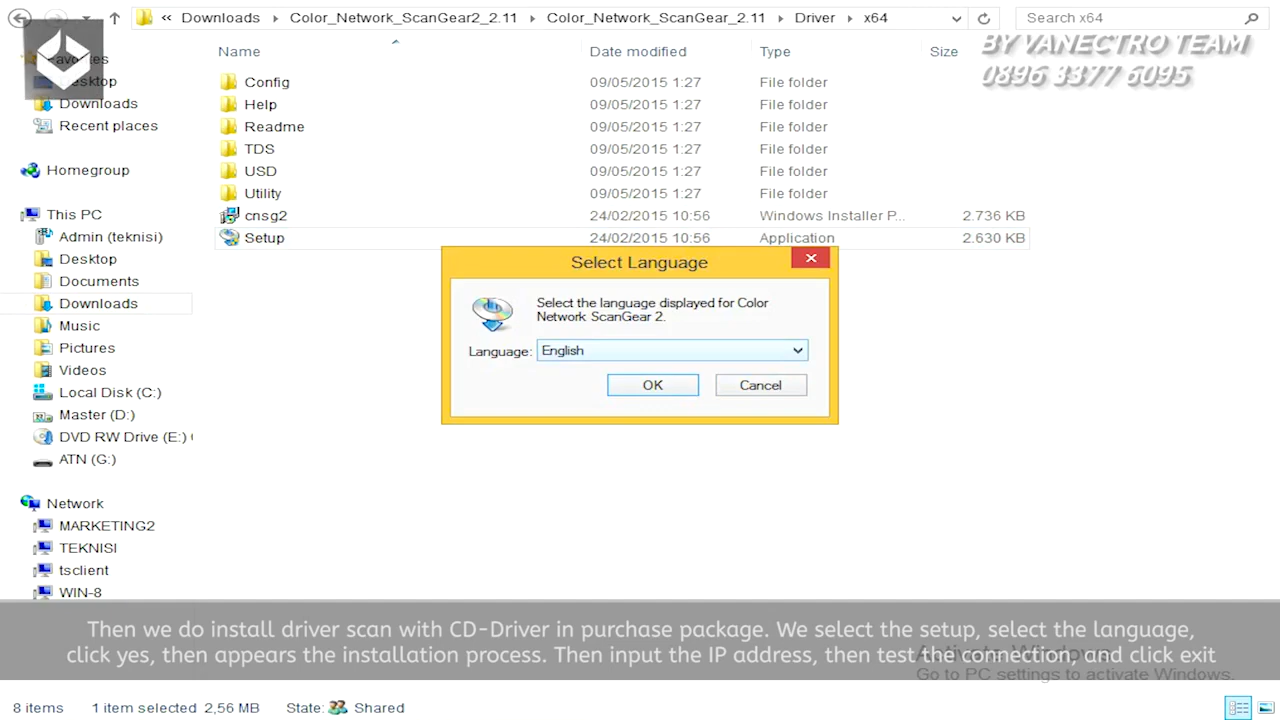 « Downloads › Color_Network_ScanGear2_2.11 › Color_Network_ScanGear_2.11 › Driver › x64
Search x64
BY VANECTRO TEAM
0896 3377 6095
Name Date modified Type Size
Config 09/05/2015 1:27 File folder
Help 09/05/2015 1:27 File folder
Readme 09/05/2015 1:27 File folder
TDS 09/05/2015 1:27 File folder
USD 09/05/2015 1:27 File folder
Utility 09/05/2015 1:27 File folder
cnsg2 24/02/2015 10:56 Windows Installer P... 2.736 KB
Setup 24/02/2015 10:56 Application 2.630 KB
Downloads
Recent places
Homegroup
This PC
Admin (teknisi)
Desktop
Documents
Downloads
Music
Pictures
Videos
Local Disk (C:)
Master (D:)
DVD RW Drive (E:)
ATN (G:)
Network
MARKETING2
TEKNISI
tsclient
WIN-8
Select Language
Select the language displayed for Color
Network ScanGear 2.
Language: English
OK Cancel
Then we do install driver scan with CD-Driver in purchase package. We select the setup, select the language,
click yes, then appears the installation process. Then input the IP address, then test the connection, and click exit
Activate Windows
Go to PC settings to activate Windows.
8 items 1 item selected 2,56 MB State: Shared